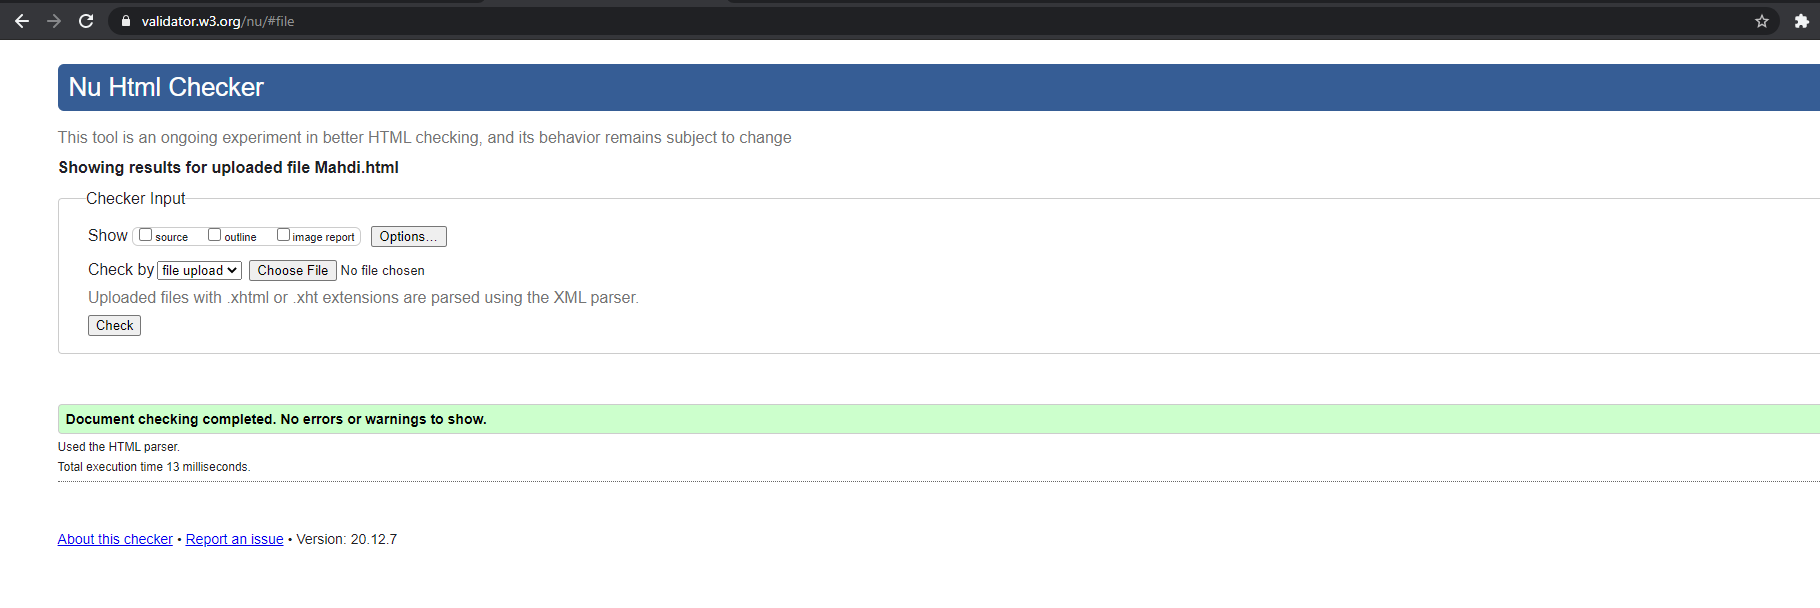 validator.w3.org/nu/#file
Nu Html Checker
This tool is an ongoing experiment in better HTML checking, and its behavior remains subject to change
Showing results for uploaded file Mahdi.html
Checker Input
Show source outline image report Options...
Check by file upload Choose File No file chosen
Uploaded files with .xhtml or .xht extensions are parsed using the XML parser.
Check
Document checking completed. No errors or warnings to show.
Used the HTML parser.
Total execution time 13 milliseconds.
About this checker • Report an issue • Version: 20.12.7